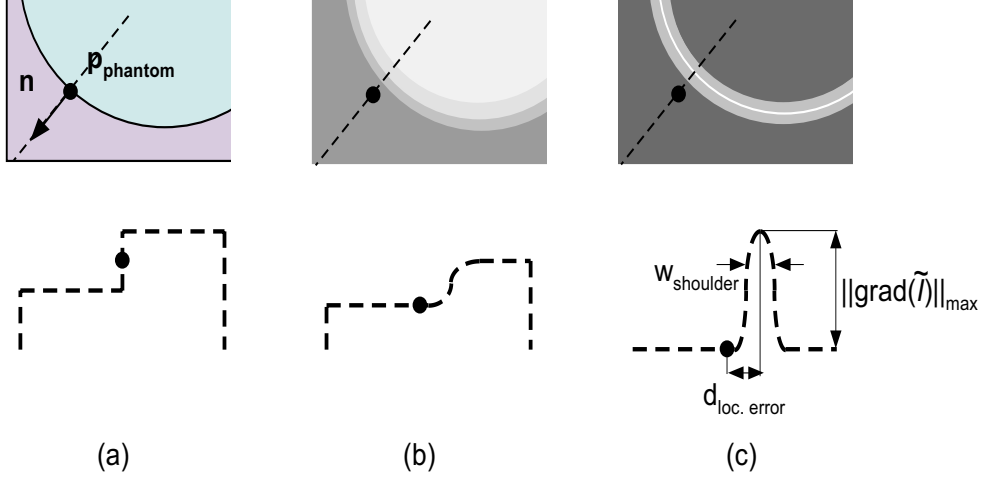 n
p_phantom
w_shoulder
||grad(Ĩ)||_max
d_loc. error
(a)
(b)
(c)